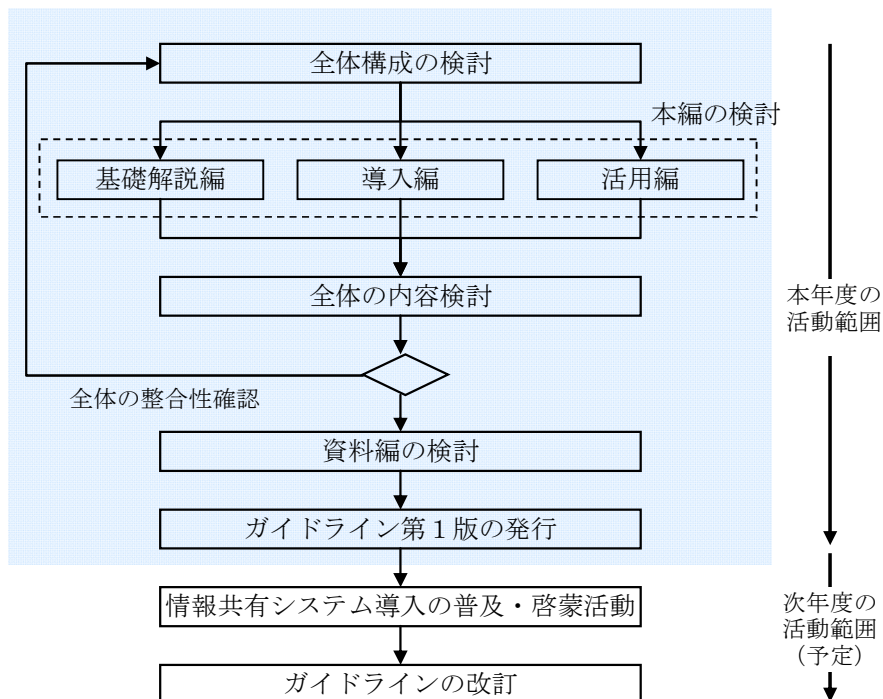 全体構成の検討
本編の検討
基礎解説編
導入編
活用編
全体の内容検討
本年度の
活動範囲
全体の整合性確認
資料編の検討
ガイドライン第１版の発行
情報共有システム導入の普及・啓蒙活動
次年度の
活動範囲
（予定）
ガイドラインの改訂